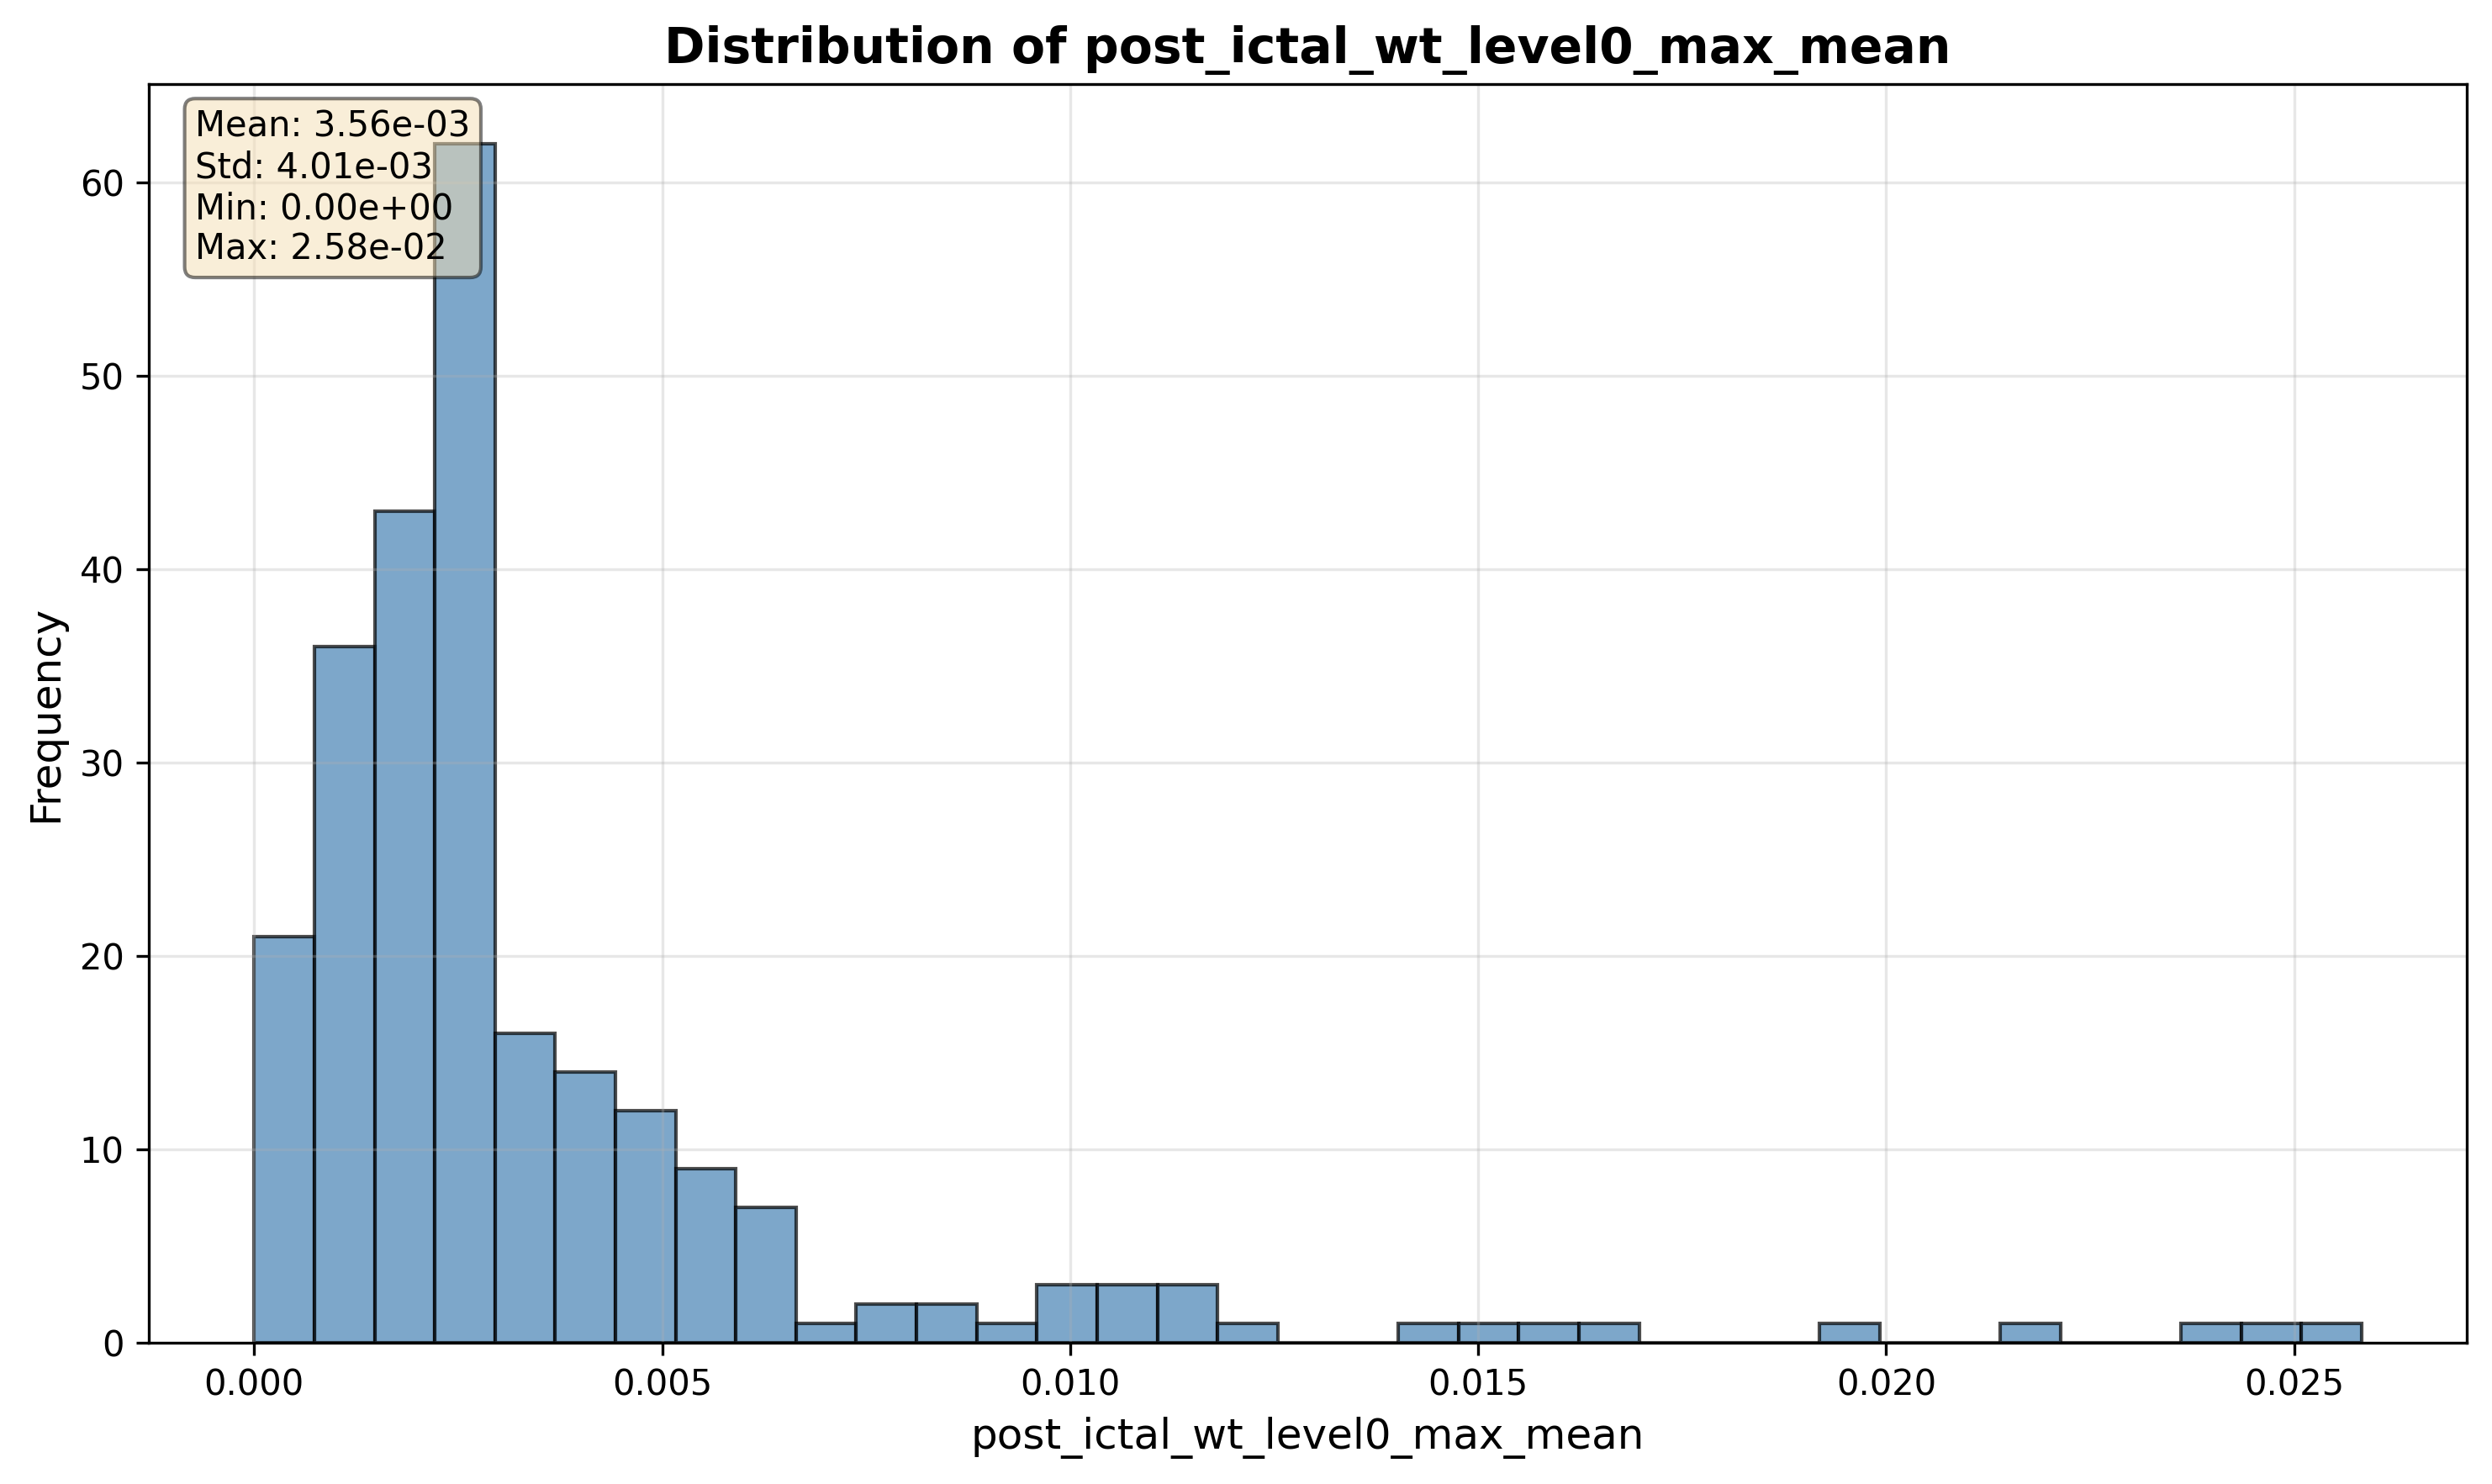 Distribution of post_ictal_wt_level0_max_mean
Mean: 3.56e-03
Std: 4.01e-03
Min: 0.00e+00
Max: 2.58e-02
60
50
40
30
20
10
0
Frequency
0.000 0.005 0.010 0.015 0.020 0.025
post_ictal_wt_level0_max_mean